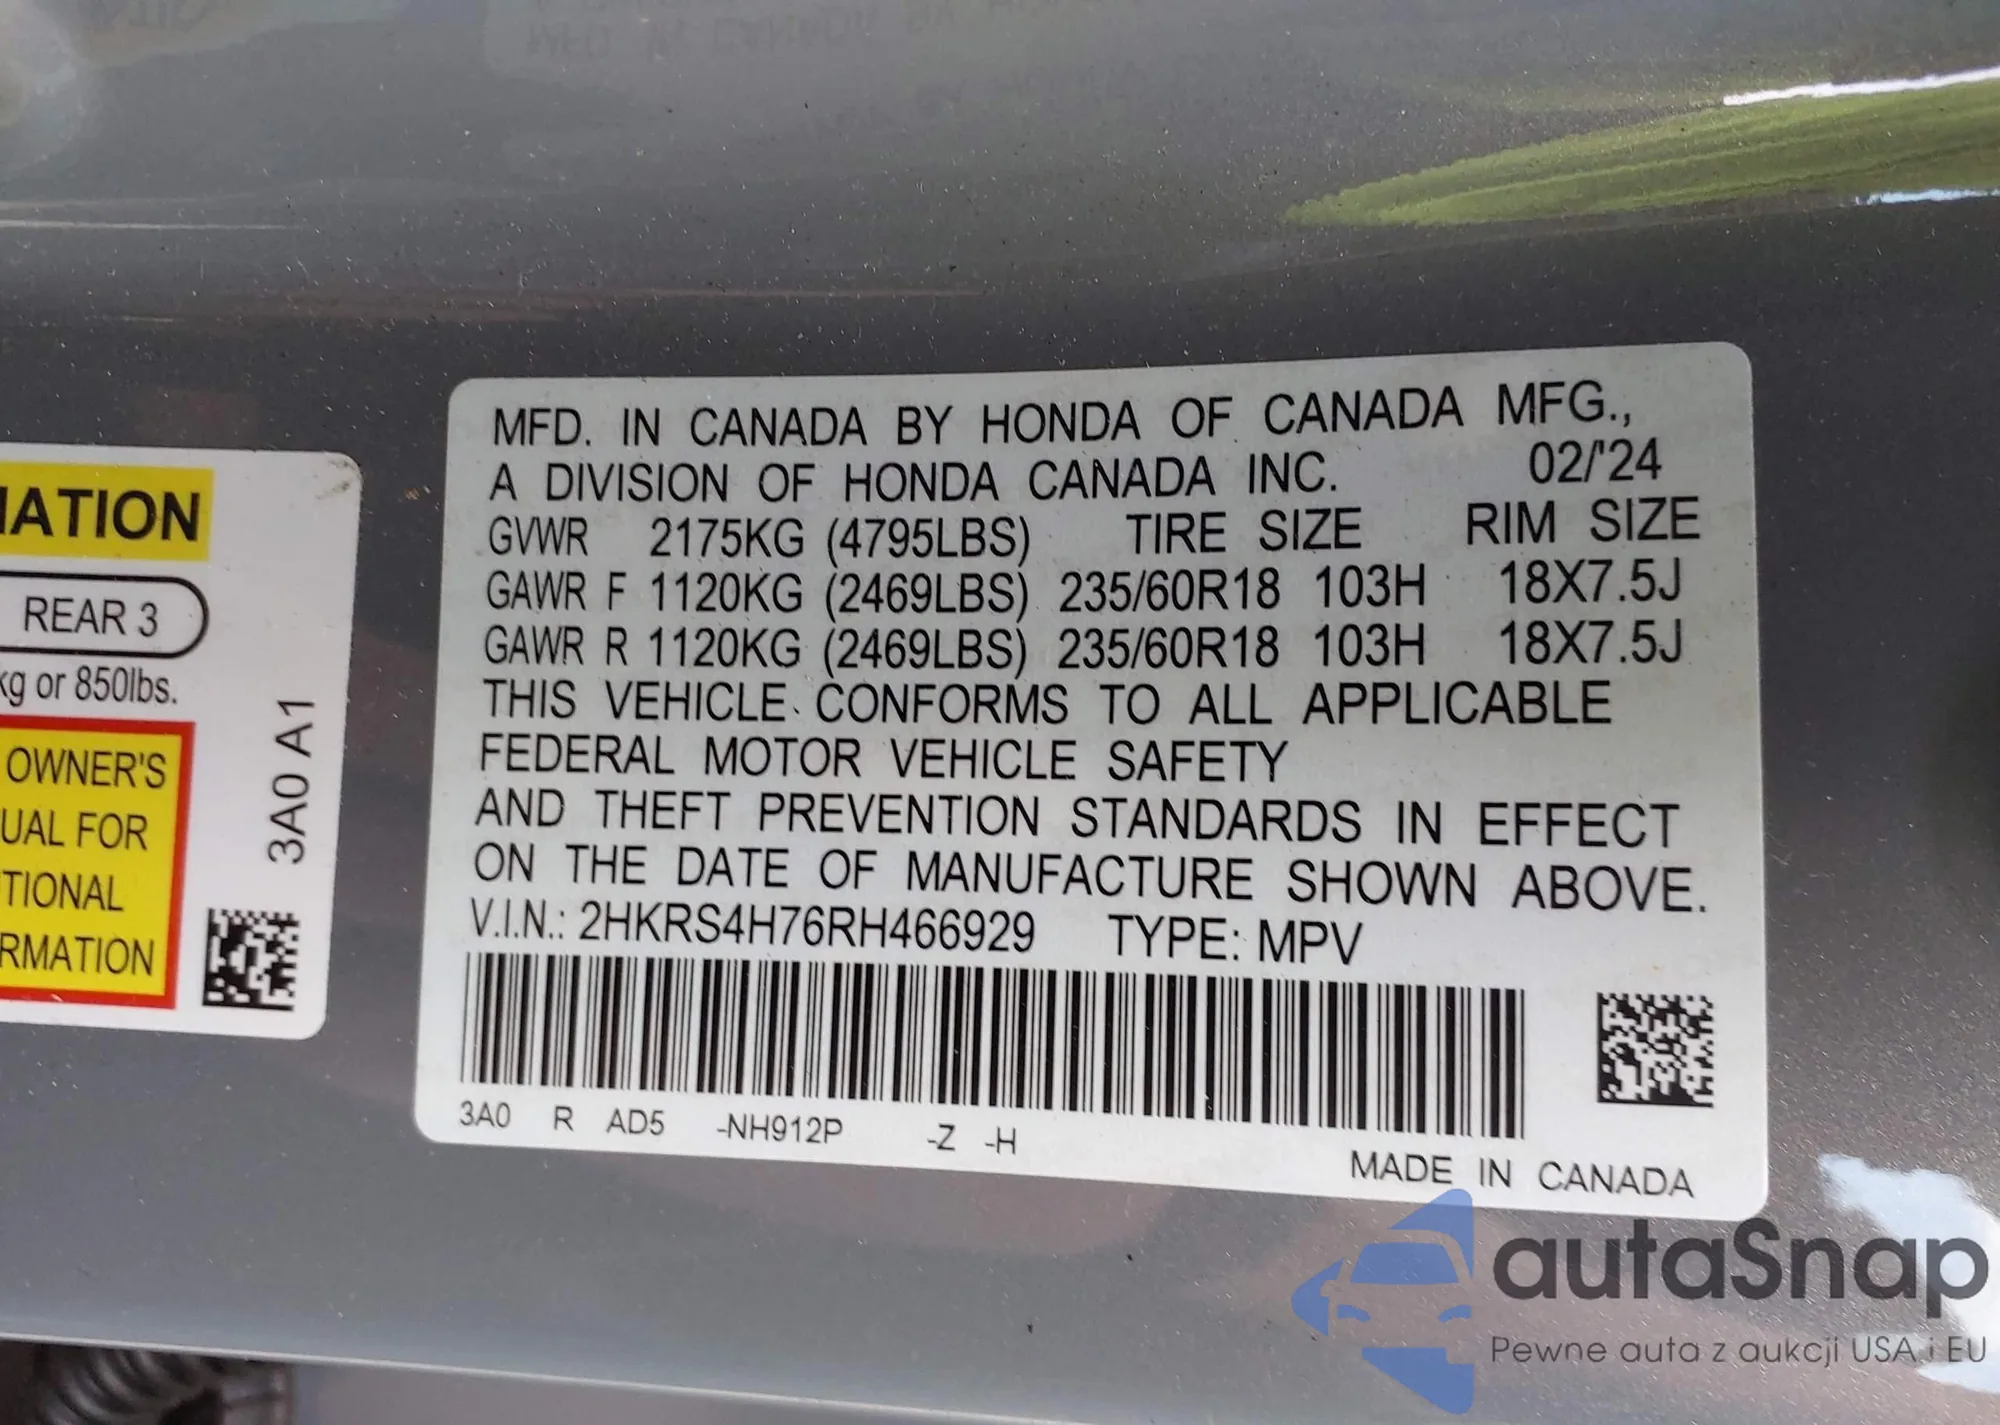 IATION
REAR 3
kg or 850lbs.
OWNER'S
UAL FOR
TIONAL
RMATION
3A0 A1
MFD. IN CANADA BY HONDA OF CANADA MFG.,
A DIVISION OF HONDA CANADA INC. 02/'24
GVWR 2175KG (4795LBS) TIRE SIZE RIM SIZE
GAWR F 1120KG (2469LBS) 235/60R18 103H 18X7.5J
GAWR R 1120KG (2469LBS) 235/60R18 103H 18X7.5J
THIS VEHICLE CONFORMS TO ALL APPLICABLE
FEDERAL MOTOR VEHICLE SAFETY
AND THEFT PREVENTION STANDARDS IN EFFECT
ON THE DATE OF MANUFACTURE SHOWN ABOVE.
V.I.N.: 2HKRS4H76RH466929 TYPE: MPV
3A0 R AD5 -NH912P -Z -H
MADE IN CANADA
autaSnap
Pewne auta z aukcji USA i EU